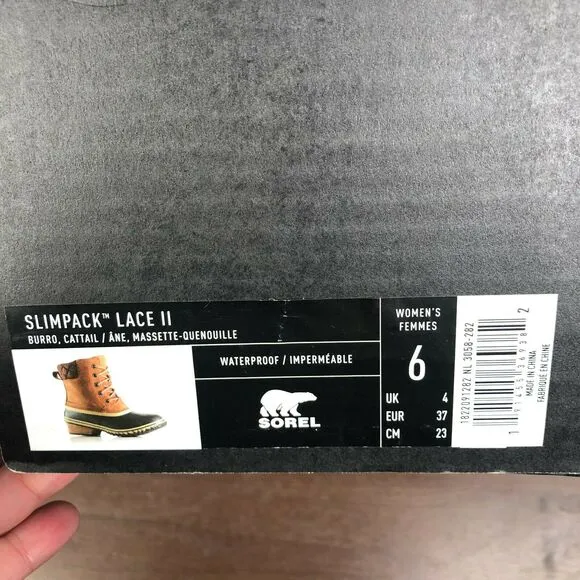 SLIMPACK™ LACE II
BURRO, CATTAIL / ÂNE, MASSETTE-QUENOUILLE
WATERPROOF / IMPERMÉABLE
SOREL
WOMEN'S
FEMMES
6
UK 4
EUR 37
CM 23
1822091282 NL 3058-282
MADE IN CHINA
FABRIQUÉ EN CHINE